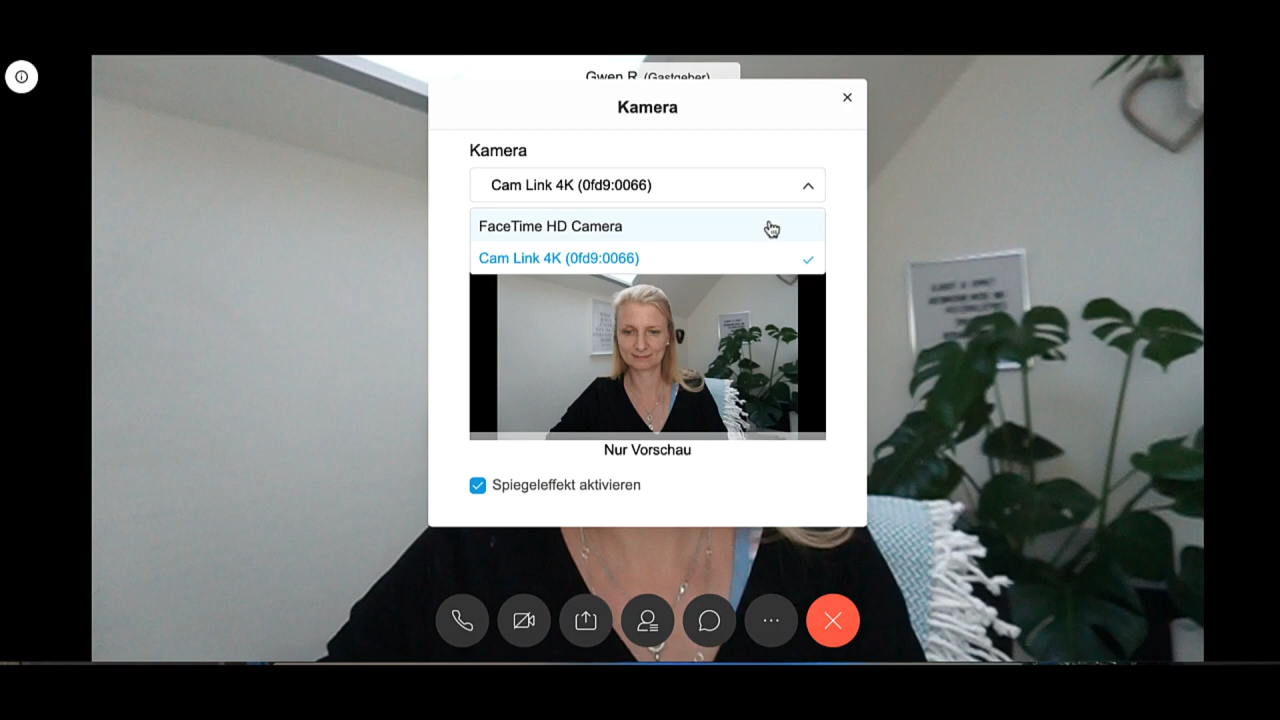 Gwen R. (Gastgeber)
Kamera
Kamera
Cam Link 4K (0fd9:0066)
FaceTime HD Camera
Cam Link 4K (0fd9:0066)
Nur Vorschau
Spiegeleffekt aktivieren